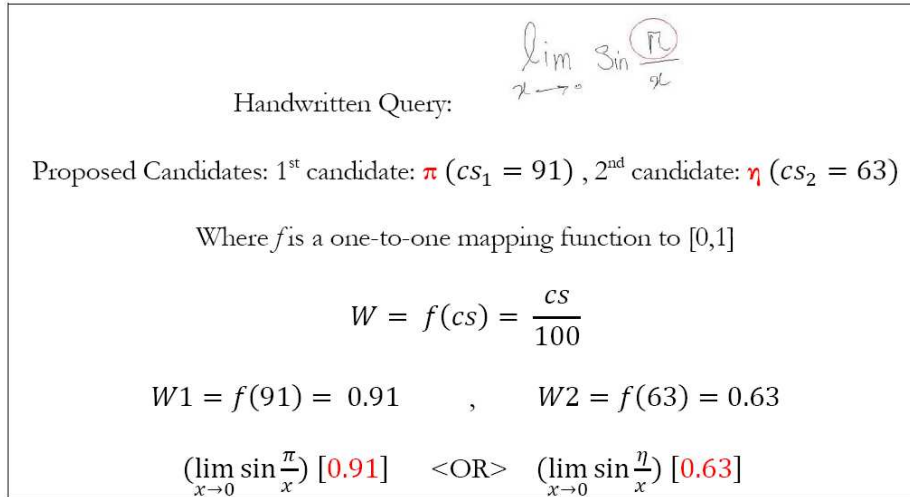 Handwritten Query: lim x→0 sin π/x
Proposed Candidates: 1st candidate: π (cs₁ = 91) , 2nd candidate: η (cs₂ = 63)
Where f is a one-to-one mapping function to [0,1]
W = f(cs) = cs/100
W1 = f(91) = 0.91 , W2 = f(63) = 0.63
(lim x→0 sin π/x) [0.91] <OR> (lim x→0 sin η/x) [0.63]